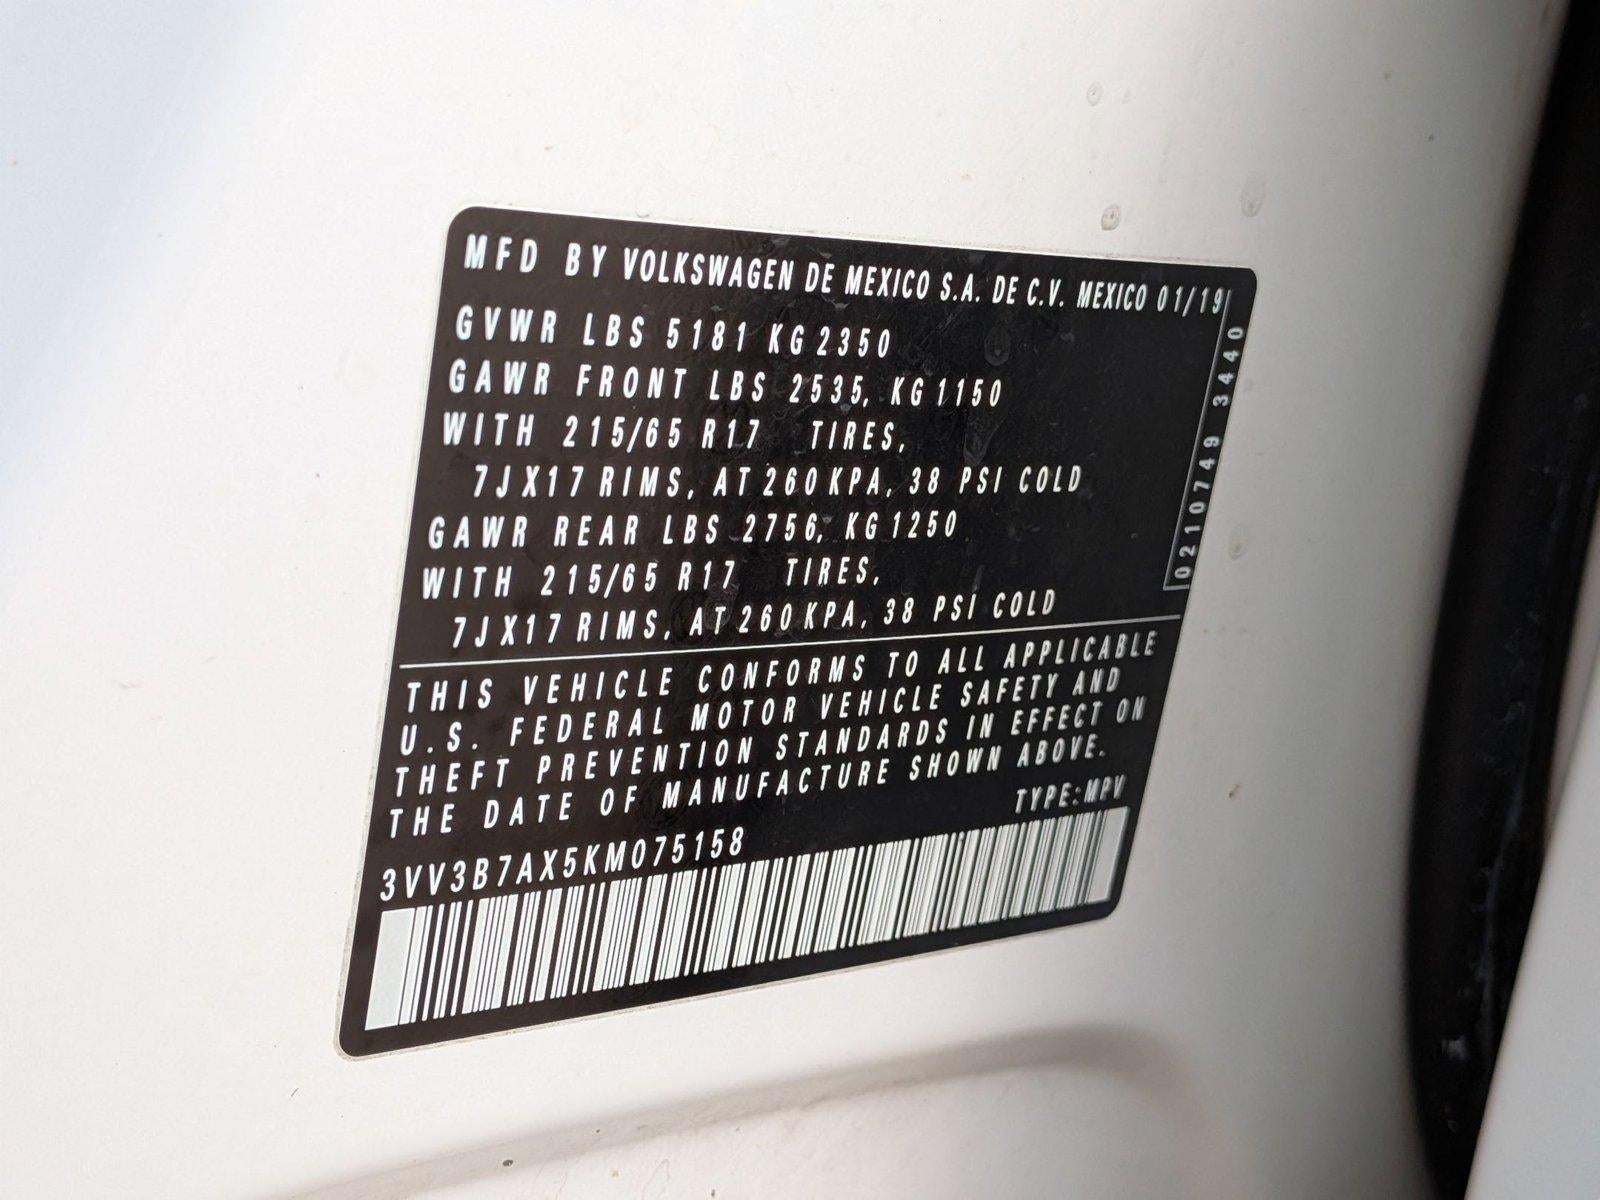 MFD BY VOLKSWAGEN DE MEXICO S.A. DE C.V. MEXICO 01/19
GVWR LBS 5181 KG 2350
GAWR FRONT LBS 2535, KG 1150
WITH 215/65 R17 TIRES,
7JX17 RIMS, AT 260 KPA, 38 PSI COLD
GAWR REAR LBS 2756, KG 1250
WITH 215/65 R17 TIRES,
7JX17 RIMS, AT 260 KPA, 38 PSI COLD
0210749 3440
THIS VEHICLE CONFORMS TO ALL APPLICABLE
U.S. FEDERAL MOTOR VEHICLE SAFETY AND
THEFT PREVENTION STANDARDS IN EFFECT ON
THE DATE OF MANUFACTURE SHOWN ABOVE.
TYPE: MPV
3VV3B7AX5KM075158